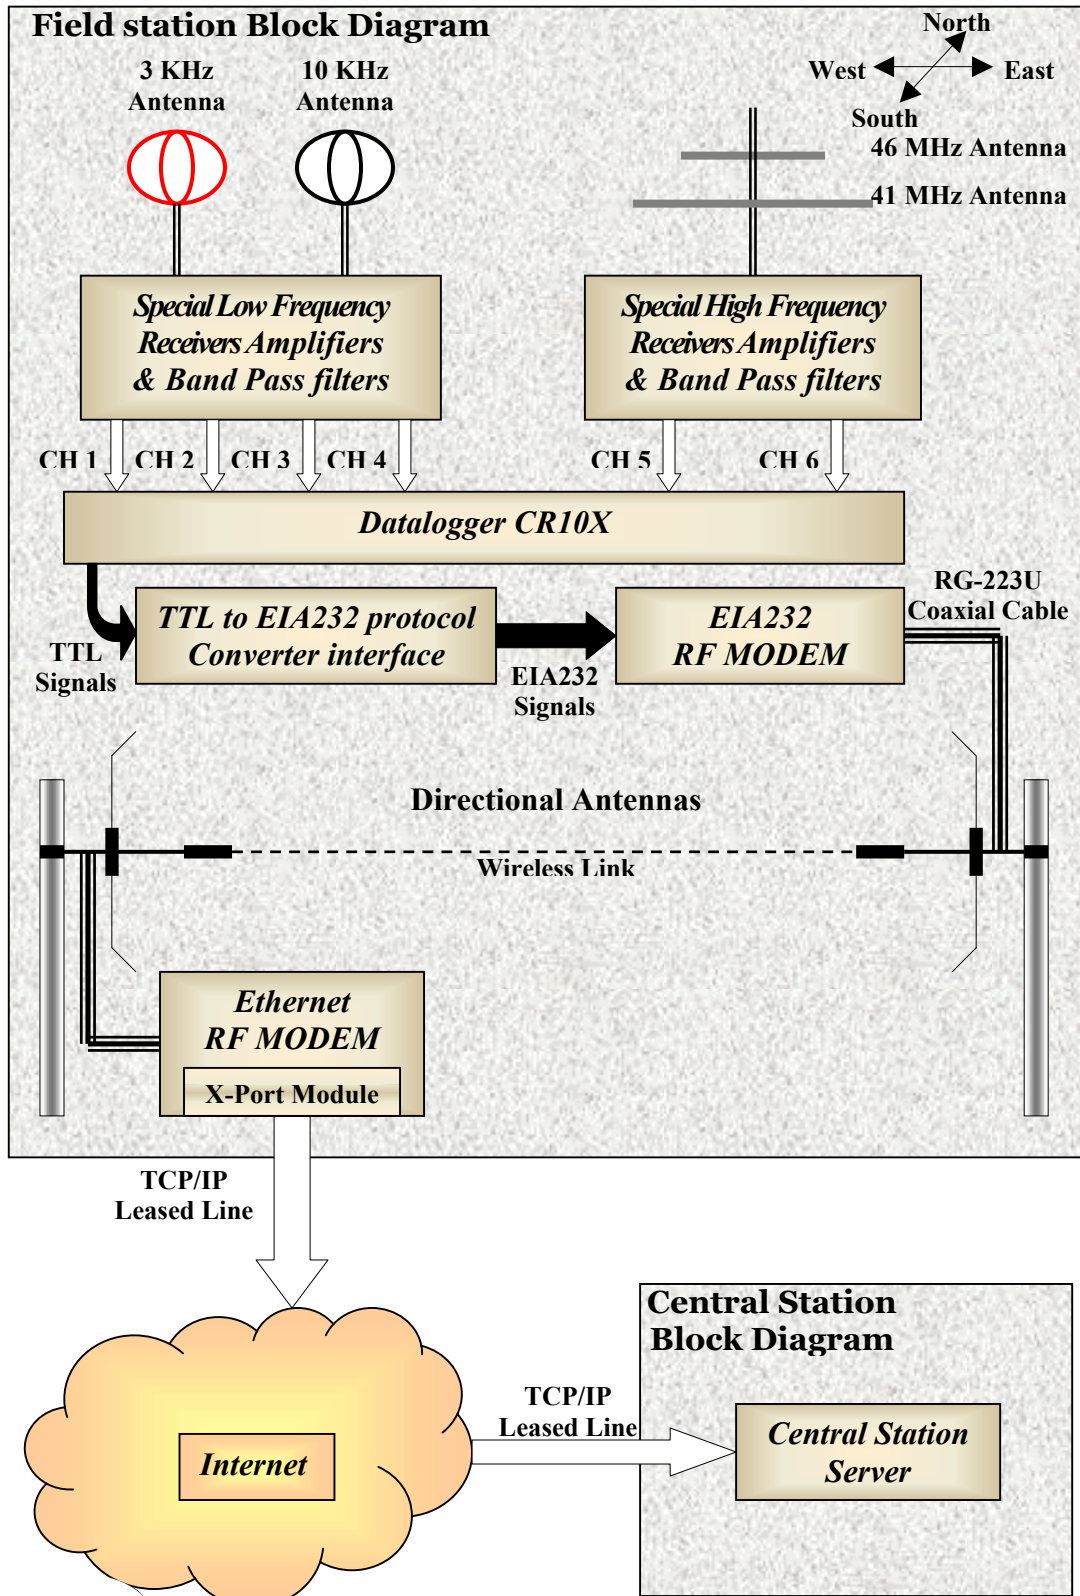 Field station Block Diagram
North
West
East
South
3 KHz
Antenna
10 KHz
Antenna
46 MHz Antenna
41 MHz Antenna
Special Low Frequency
Receivers Amplifiers
& Band Pass filters
Special High Frequency
Receivers Amplifiers
& Band Pass filters
CH 1
CH 2
CH 3
CH 4
CH 5
CH 6
Datalogger CR10X
TTL
Signals
TTL to EIA232 protocol
Converter interface
EIA232
Signals
EIA232
RF MODEM
RG-223U
Coaxial Cable
Directional Antennas
Wireless Link
Ethernet
RF MODEM
X-Port Module
TCP/IP
Leased Line
Internet
TCP/IP
Leased Line
Central Station
Block Diagram
Central Station
Server